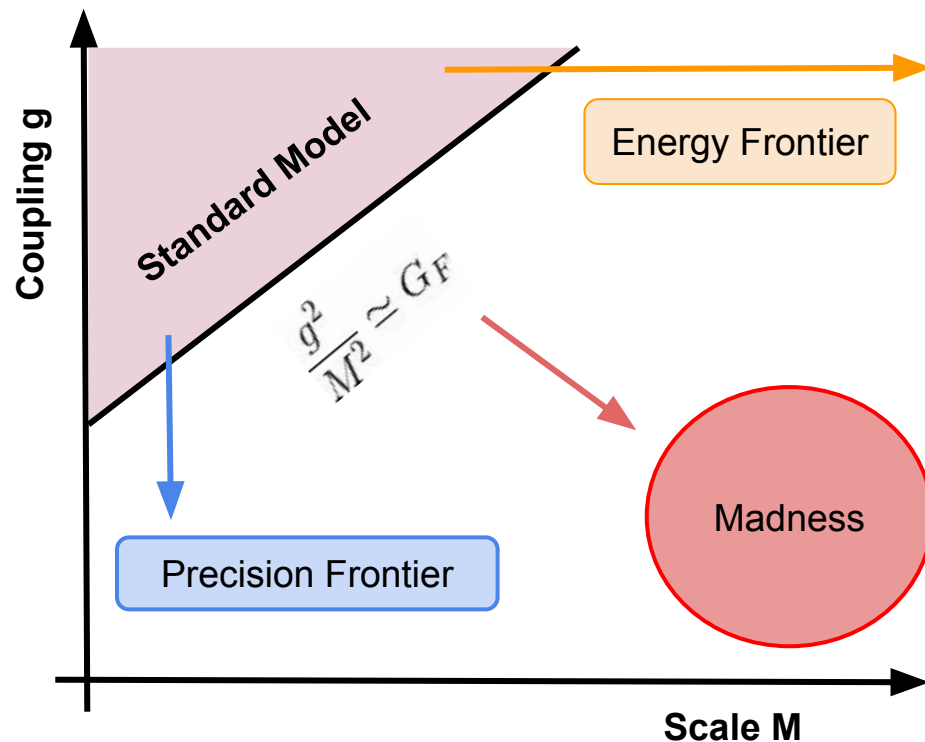 Coupling g
Standard Model
Energy Frontier
g²
M² ≃ G_F
Precision Frontier
Madness
Scale M